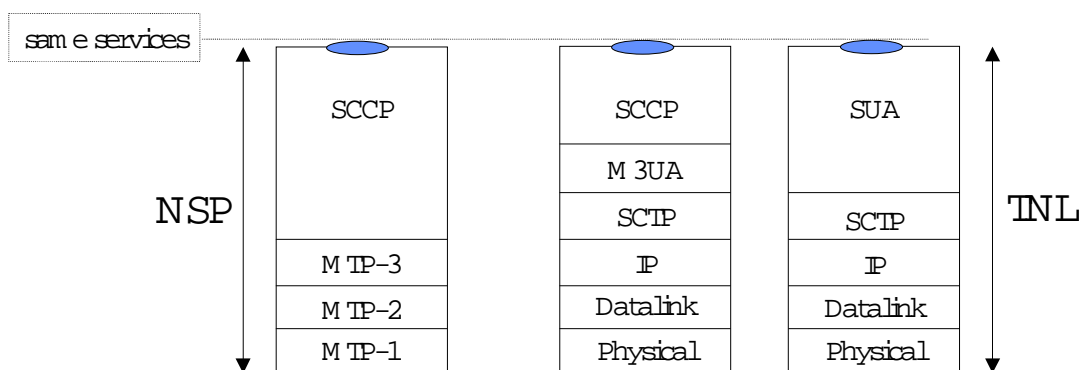 same services
SCCP
SCCP
SUA
M3UA
NSP
TNL
SCTP
SCTP
MTP-3
IP
IP
MTP-2
Datalink
Datalink
MTP-1
Physical
Physical